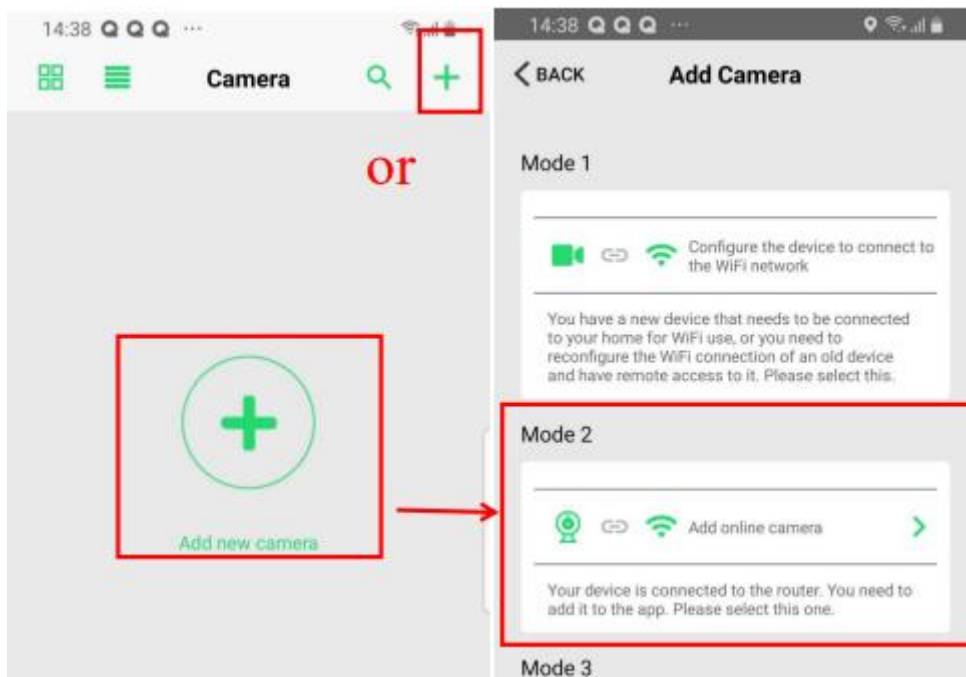 14:38
Camera
or
Add new camera
14:38
BACK
Add Camera
Mode 1
Configure the device to connect to
the WiFi network
You have a new device that needs to be connected
to your home for WiFi use, or you need to
reconfigure the WiFi connection of an old device
and have remote access to it. Please select this.
Mode 2
Add online camera
Your device is connected to the router. You need to
add it to the app. Please select this one.
Mode 3